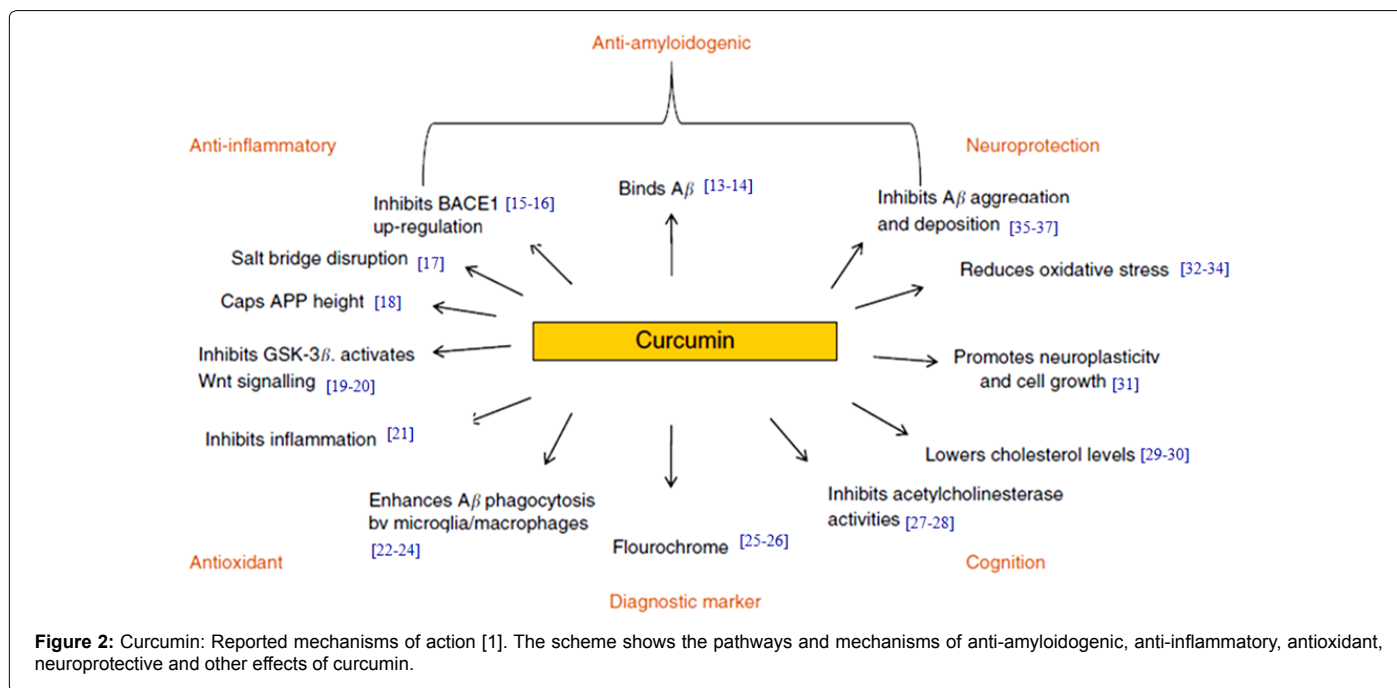 Anti-amyloidogenic
Anti-inflammatory
Neuroprotection
Binds Aβ [13-14]
Inhibits BACE1 [15-16]
up-regulation
Inhibits Aβ aggregation
and deposition [35-37]
Salt bridge disruption [17]
Reduces oxidative stress [32-34]
Caps APP height [18]
Curcumin
Inhibits GSK-3β. activates
Wnt signalling [19-20]
Promotes neuroplasticity
and cell growth [31]
Inhibits inflammation [21]
Lowers cholesterol levels [29-30]
Enhances Aβ phagocytosis
by microglia/macrophages
[22-24]
Inhibits acetylcholinesterase
activities [27-28]
Flourochrome [25-26]
Antioxidant
Cognition
Diagnostic marker
Figure 2: Curcumin: Reported mechanisms of action [1]. The scheme shows the pathways and mechanisms of anti-amyloidogenic, anti-inflammatory, antioxidant,
neuroprotective and other effects of curcumin.